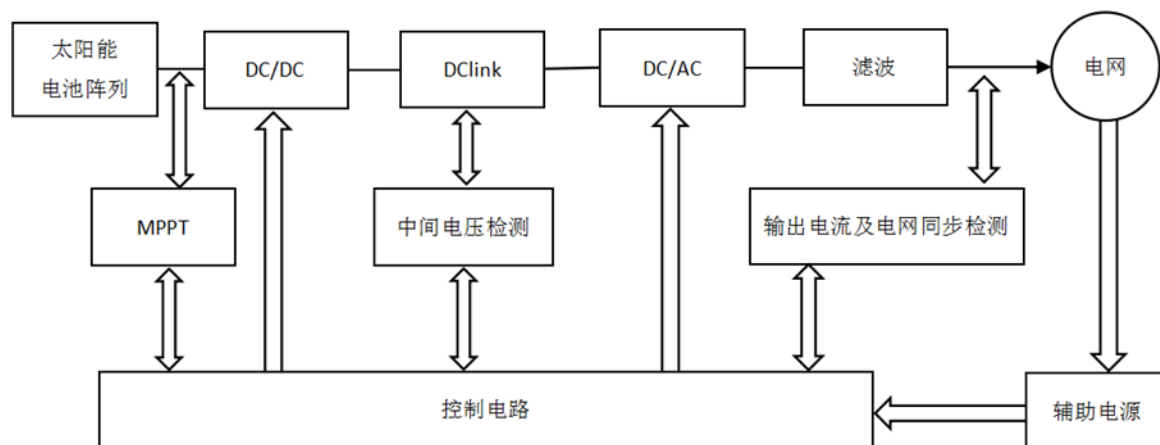 太阳能
电池阵列
DC/DC
DClink
DC/AC
滤波
电网
MPPT
中间电压检测
输出电流及电网同步检测
控制电路
辅助电源